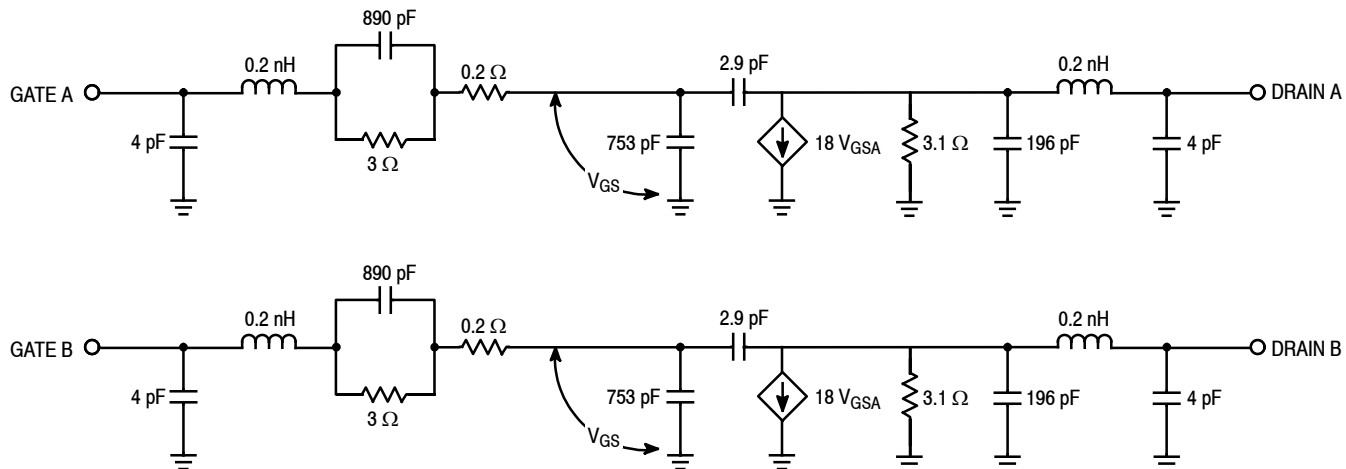 890 pF
0.2 nH
0.2 Ω
2.9 pF
0.2 nH
GATE A
DRAIN A
4 pF
3 Ω
753 pF
18 VGSA
3.1 Ω
196 pF
4 pF
VGS
890 pF
0.2 nH
0.2 Ω
2.9 pF
0.2 nH
GATE B
DRAIN B
4 pF
3 Ω
753 pF
18 VGSA
3.1 Ω
196 pF
4 pF
VGS